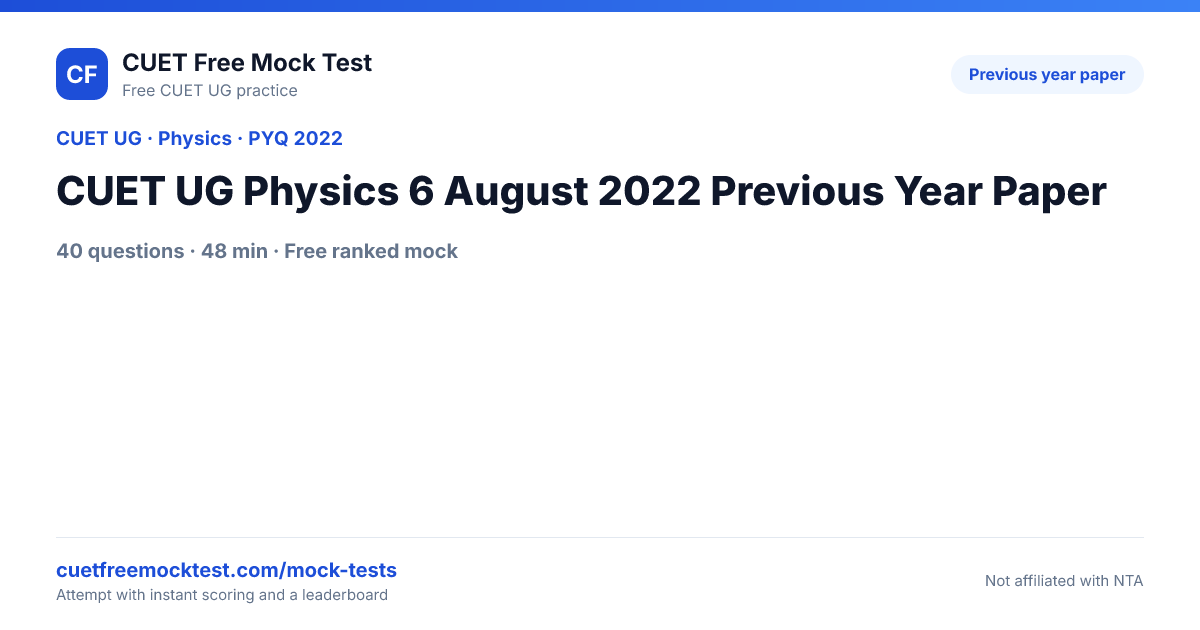 CF
CUET Free Mock Test
Free CUET UG practice
Previous year paper
CUET UG · Physics · PYQ 2022
CUET UG Physics 6 August 2022 Previous Year Paper
40 questions · 48 min · Free ranked mock
cuetfreemocktest.com/mock-tests
Attempt with instant scoring and a leaderboard
Not affiliated with NTA